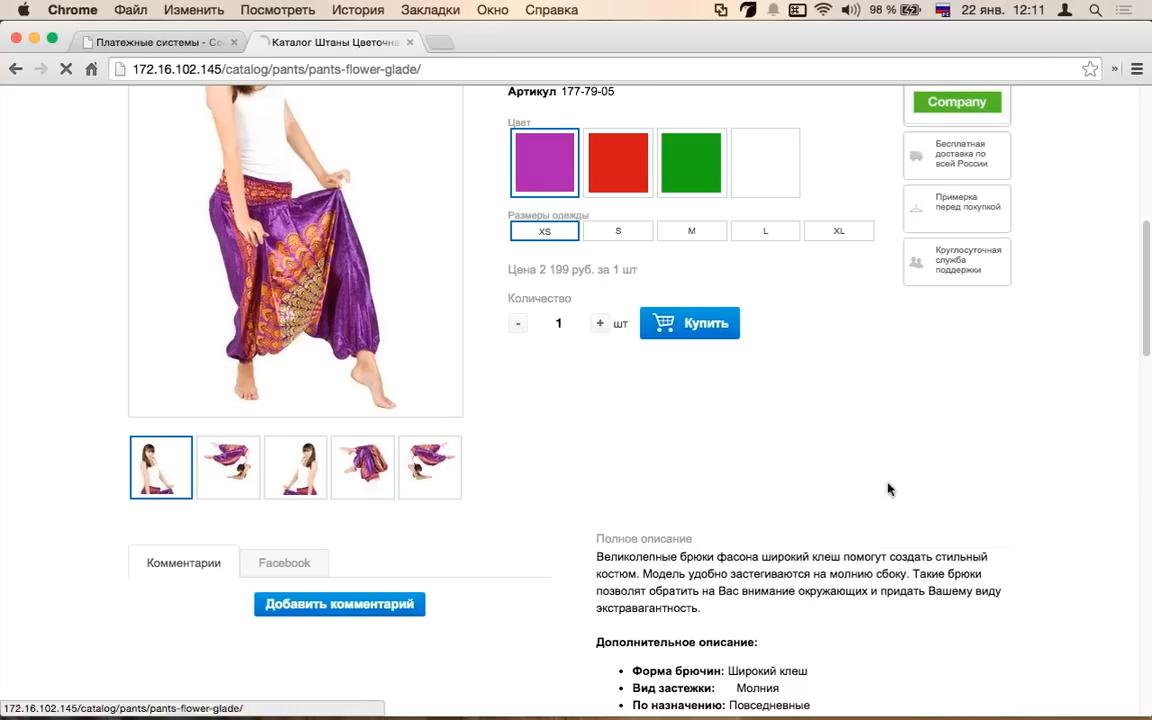 Chrome Файл Правка Посмотреть История Закладки Окно Справка 98 % 22 янв. 12:11
Платежные системы - Со Каталог Штаны Цветочна
172.16.102.145/catalog/pants/pants-flower-glade/
Артикул 177-79-05
Company
Цвет
Бесплатная
доставка по
всей России
Примерка
перед покупкой
Размеры одежды
XS S M L XL
Круглосуточная
служба
поддержки
Цена 2 199 руб. за 1 шт
Количество
- 1 + шт Купить
Комментарии Facebook
Добавить комментарий
Полное описание
Великолепные брюки фасона широкий клеш помогут создать стильный
костюм. Модель удобно застегиваются на молнию сбоку. Такие брюки
позволят обратить на Вас внимание окружающих и придать Вашему виду
экстравагантность.
Дополнительное описание:
• Форма брючин: Широкий клеш
• Вид застежки: Молния
• По назначению: Повседневные
172.16.102.145/catalog/pants/pants-flower-glade/